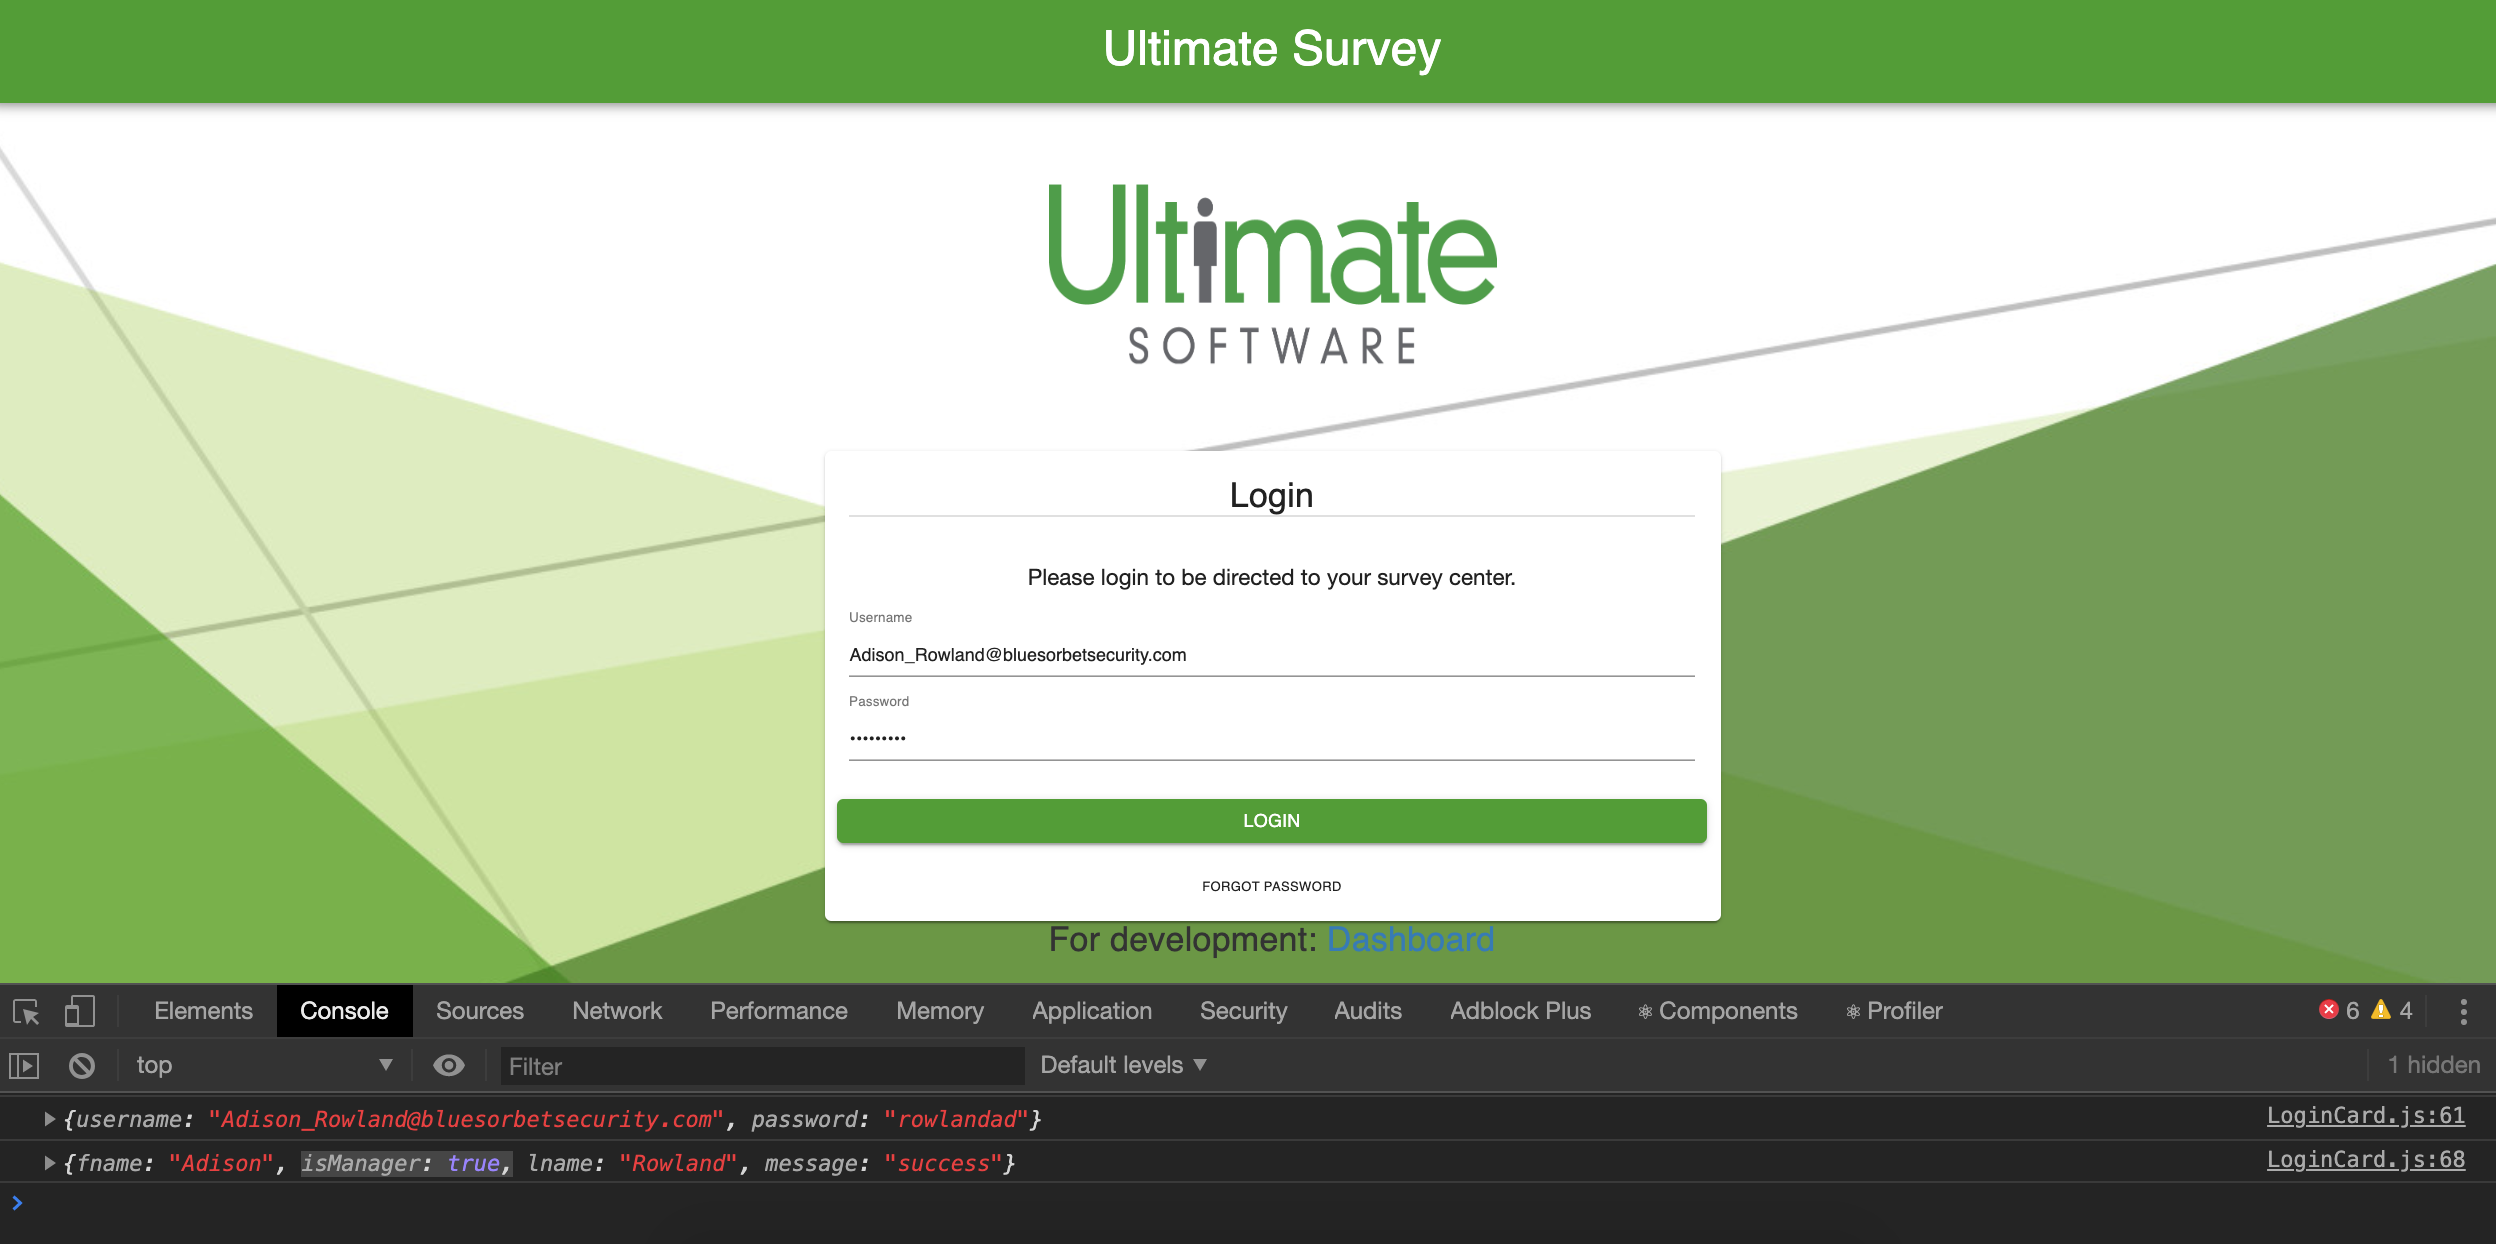 Ultimate Survey
Ultimate
SOFTWARE
Login
Please login to be directed to your survey center.
Username
Adison_Rowland@bluesorbetsecurity.com
Password
•••••••••
LOGIN
FORGOT PASSWORD
For development: Dashboard
Elements Console Sources Network Performance Memory Application Security Audits Adblock Plus ⚛ Components ⚛ Profiler 6 4
top Filter Default levels 1 hidden
{username: "Adison_Rowland@bluesorbetsecurity.com", password: "rowlandad"} LoginCard.js:61
{fname: "Adison", isManager: true, lname: "Rowland", message: "success"} LoginCard.js:68